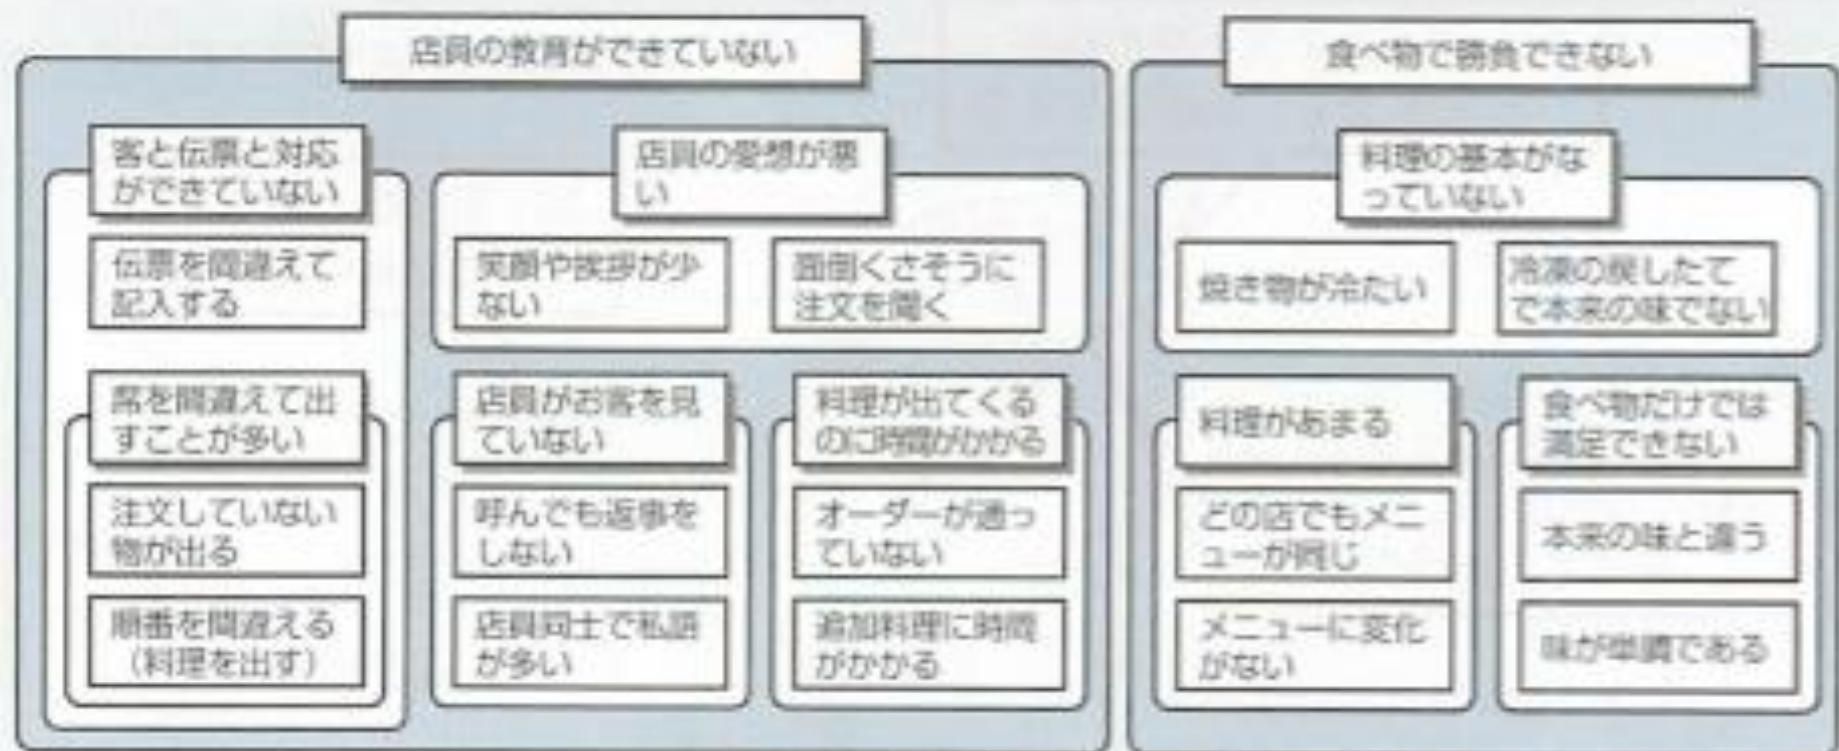 店員の教育ができていない
客と伝票と対応
ができていない
伝票を間違えて
記入する
席を間違えて出
すことが多い
注文していない
物が出る
順番を間違える
(料理を出す)
店員の愛想が悪
い
笑顔や挨拶が少
ない
面倒くさそうに
注文を聞く
店員がお客を見
ていない
呼んでも返事を
しない
店員同士で私語
が多い
料理が出てくる
のに時間がかかる
オーダーが通っ
ていない
追加料理に時間
がかかる
食べ物で勝負できない
料理の基本がな
っていない
焼き物が冷たい
冷凍の戻したて
で本来の味でない
料理があまる
どの店でもメニ
ューが同じ
メニューに変化
がない
食べ物だけでは
満足できない
本来の味と違う
味が単調である